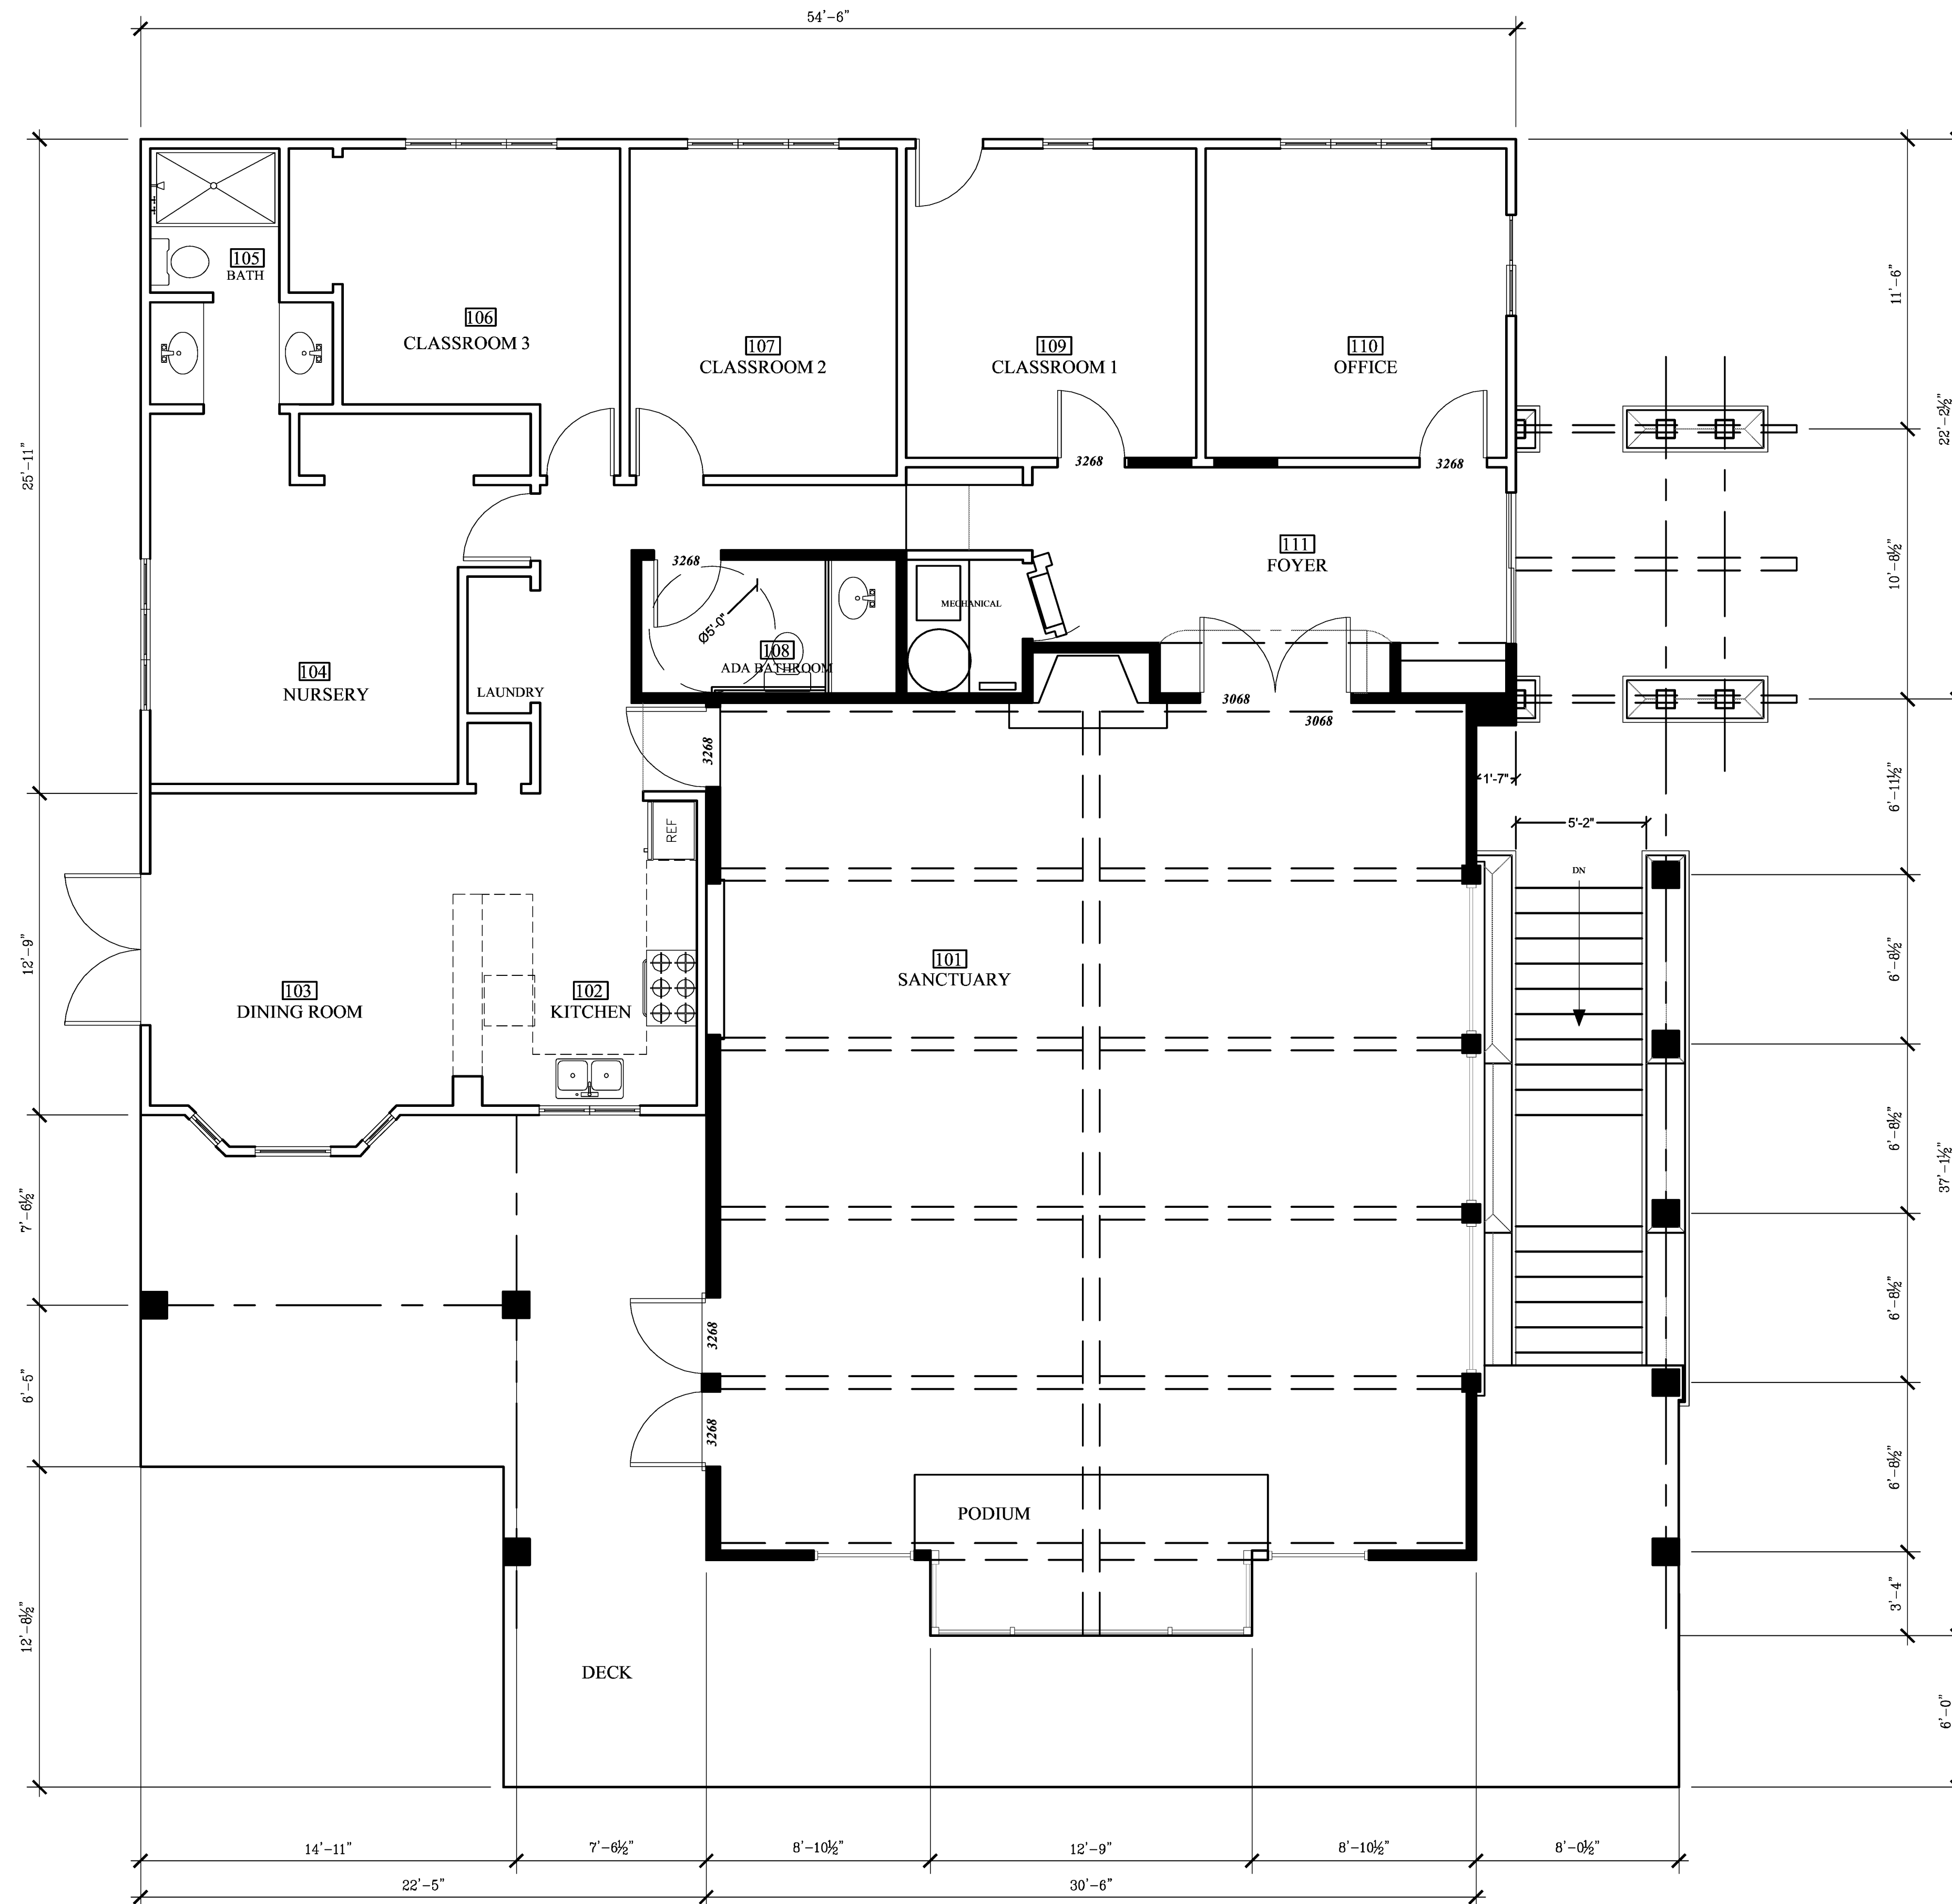 54'-6"
105
BATH
106
CLASSROOM 3
107
CLASSROOM 2
109
CLASSROOM 1
110
OFFICE
11'-6"
22'-2½"
25'-11"
3268
3268
111
FOYER
10'-8½"
3268
MECHANICAL
Ø5'-0"
108
ADA BATHROOM
104
NURSERY
LAUNDRY
3068
3068
3268
1'-7"
6'-11½"
REF
5'-2"
DN
12'-9"
101
SANCTUARY
6'-8½"
103
DINING ROOM
102
KITCHEN
6'-8½"
37'-1½"
7'-6½"
6'-8½"
3268
6'-5"
3268
6'-8½"
PODIUM
12'-8½"
3'-4"
DECK
6'-0"
14'-11"
7'-6½"
8'-10½"
12'-9"
8'-10½"
8'-0½"
22'-5"
30'-6"